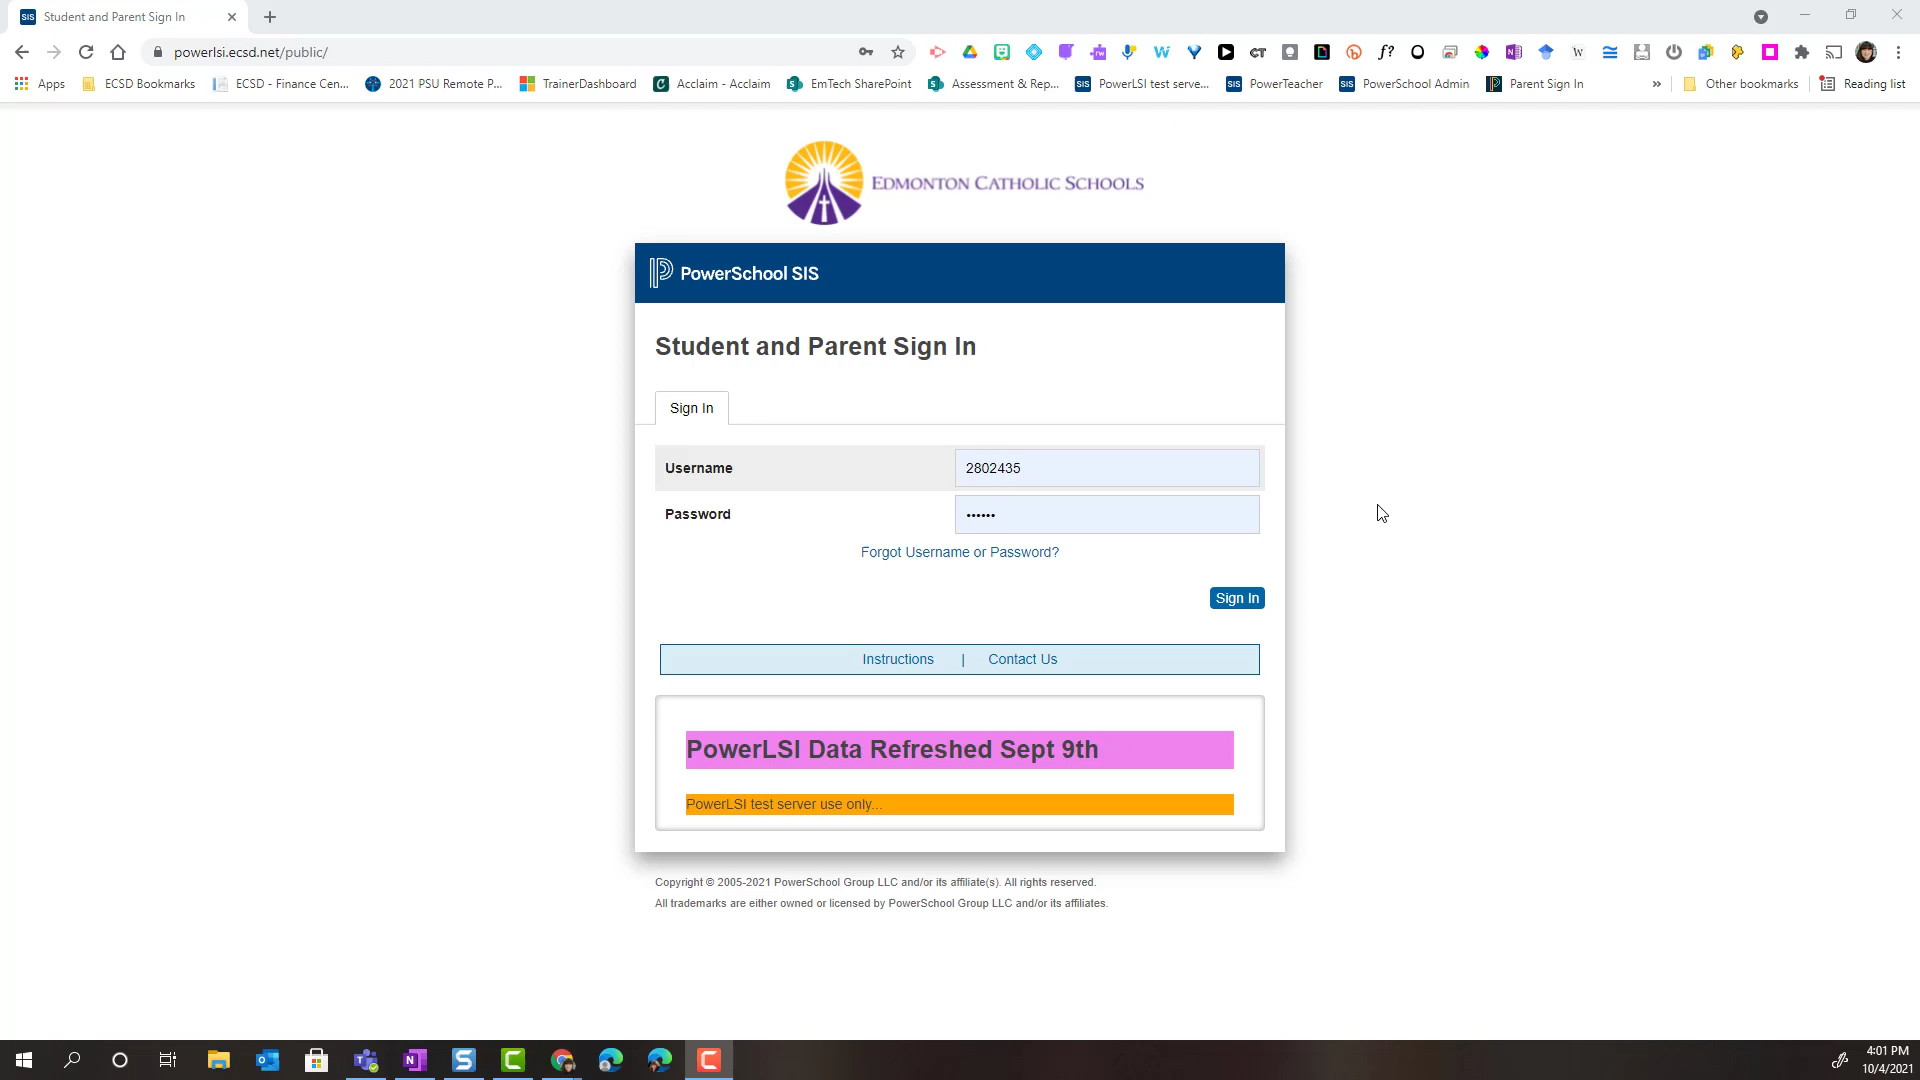 Student and Parent Sign In
powerlsi.ecsd.net/public/
Apps ECSD Bookmarks ECSD - Finance Cen... 2021 PSU Remote P... TrainerDashboard Acclaim - Acclaim EmTech SharePoint Assessment & Rep... PowerLSI test serve... PowerTeacher PowerSchool Admin Parent Sign In » Other bookmarks Reading list
EDMONTON CATHOLIC SCHOOLS
PowerSchool SIS
Student and Parent Sign In
Sign In
Username 2802435
Password ••••••
Forgot Username or Password?
Sign In
Instructions | Contact Us
PowerLSI Data Refreshed Sept 9th
PowerLSI test server use only...
Copyright © 2005-2021 PowerSchool Group LLC and/or its affiliate(s). All rights reserved.
All trademarks are either owned or licensed by PowerSchool Group LLC and/or its affiliates.
4:01 PM
10/4/2021